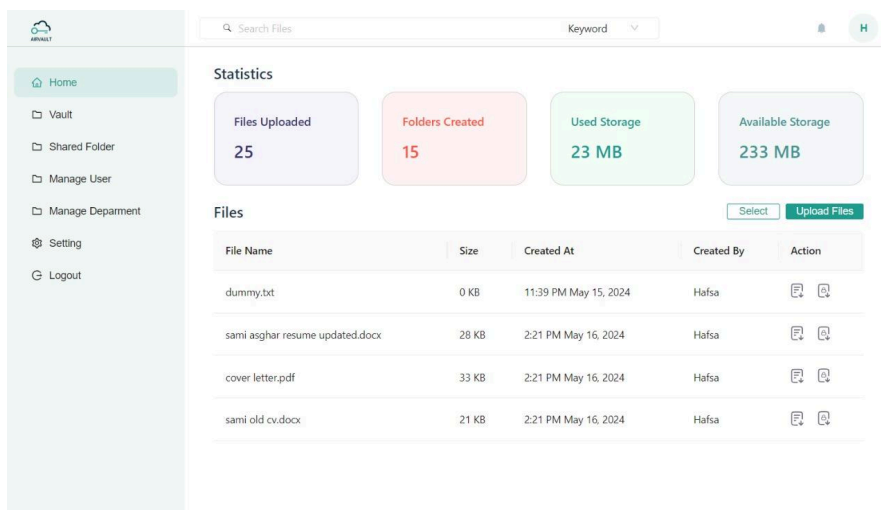 AIRVAULT
Search Files Keyword
H
Home
Vault
Shared Folder
Manage User
Manage Deparment
Setting
Logout
Statistics
Files Uploaded Folders Created Used Storage Available Storage
25 15 23 MB 233 MB
Files Select Upload Files
File Name Size Created At Created By Action
dummy.txt 0 KB 11:39 PM May 15, 2024 Hafsa
sami asghar resume updated.docx 28 KB 2:21 PM May 16, 2024 Hafsa
cover letter.pdf 33 KB 2:21 PM May 16, 2024 Hafsa
sami old cv.docx 21 KB 2:21 PM May 16, 2024 Hafsa